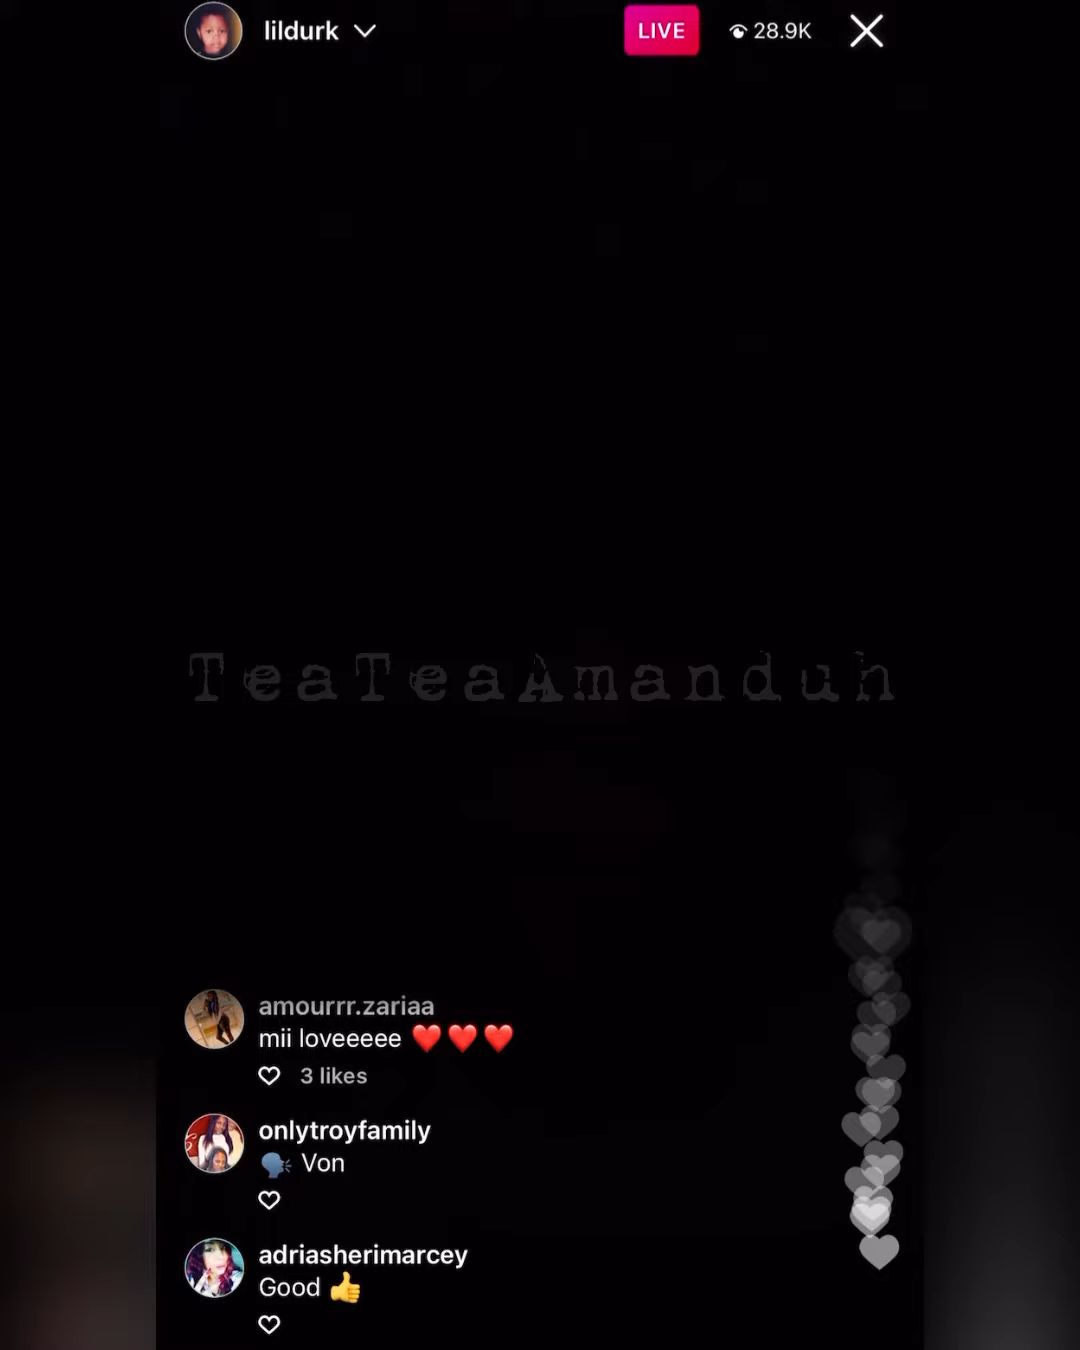 lildurk
LIVE
28.9K
TeaTeaAmanduh
amourrr.zariaa
mii loveeeee ❤️❤️❤️
3 likes
onlytroyfamily
🗣️ Von
adriasherimarcey
Good 👍